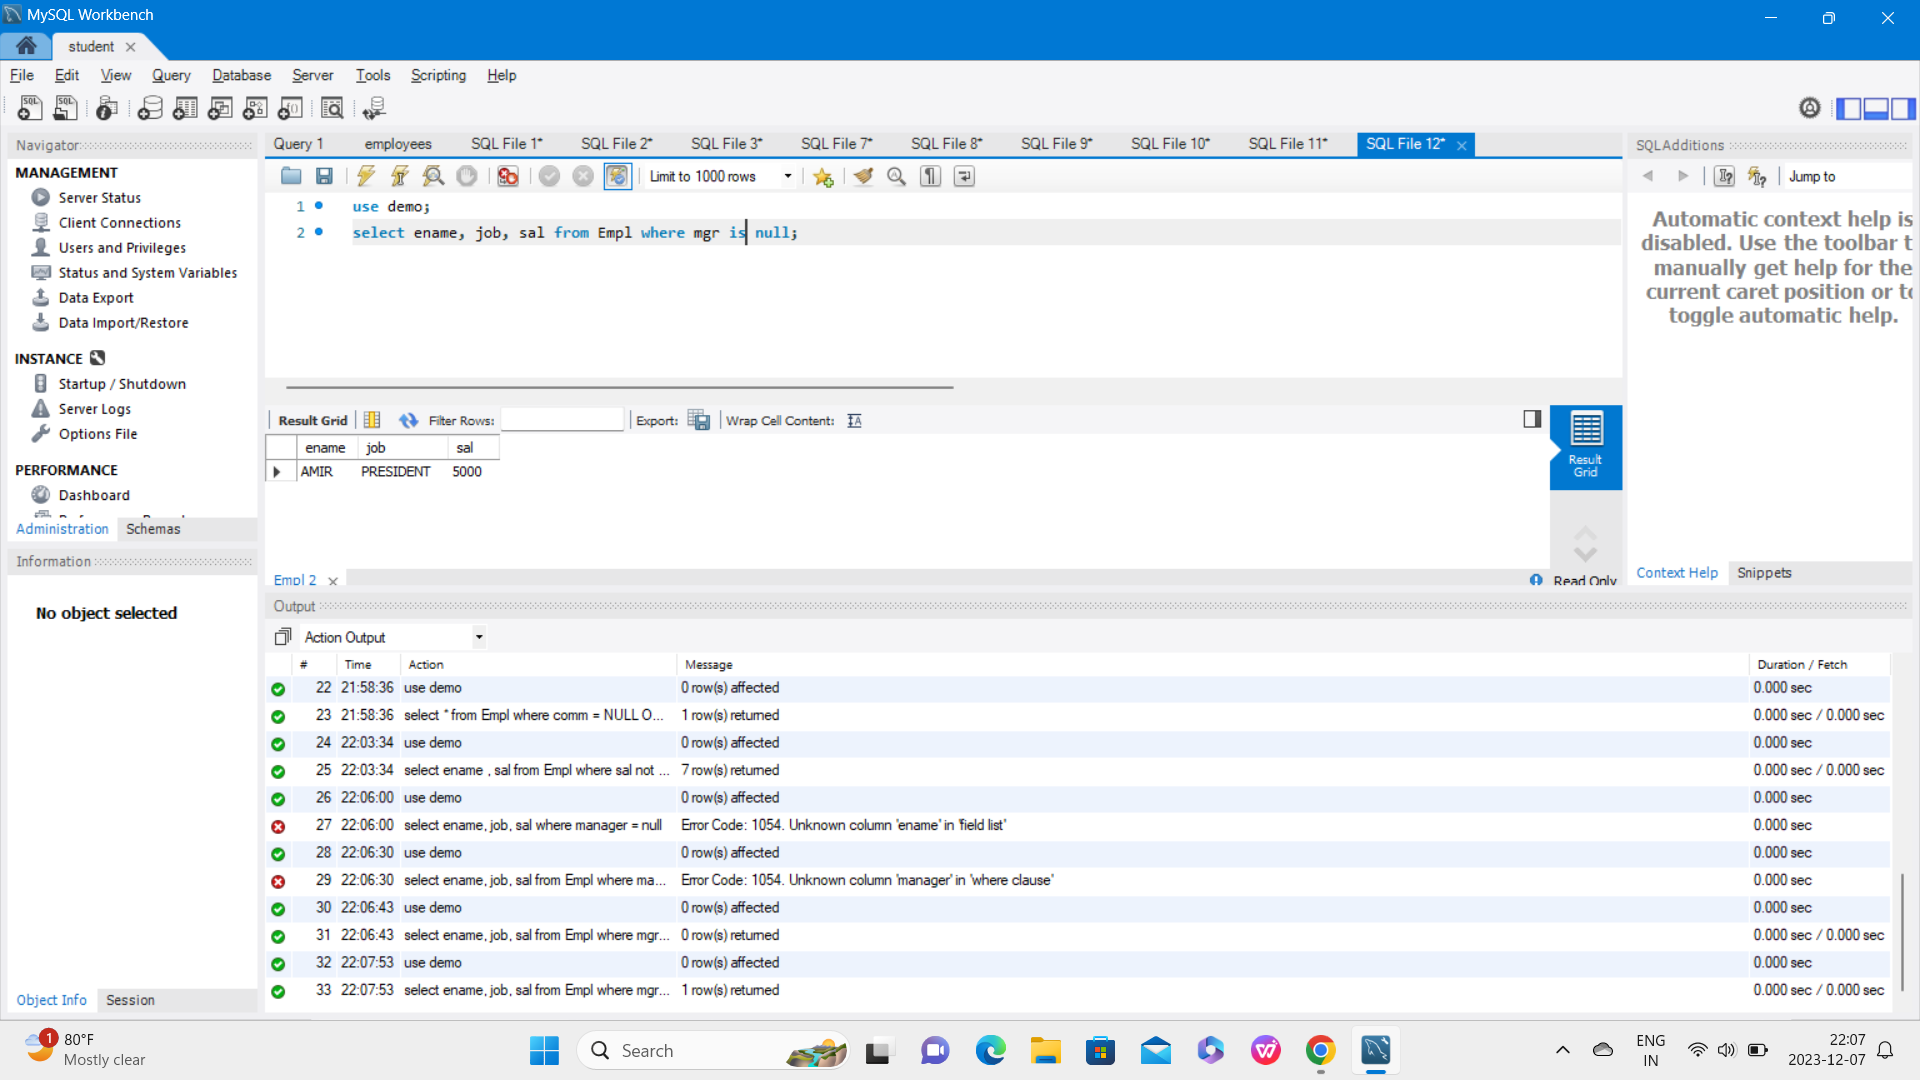 MySQL Workbench
student
File Edit View Query Database Server Tools Scripting Help
Navigator
MANAGEMENT
Server Status
Client Connections
Users and Privileges
Status and System Variables
Data Export
Data Import/Restore
INSTANCE
Startup / Shutdown
Server Logs
Options File
PERFORMANCE
Dashboard
Administration Schemas
Information
No object selected
Object Info Session
Query 1 employees SQL File 1* SQL File 2* SQL File 3* SQL File 7* SQL File 8* SQL File 9* SQL File 10* SQL File 11* SQL File 12*
Limit to 1000 rows
1 use demo;
2 select ename, job, sal from Empl where mgr is null;
Result Grid Filter Rows: Export: Wrap Cell Content:
ename job sal
AMIR PRESIDENT 5000
Result
Grid
Empl 2
Read Only
SQLAdditions
Jump to
Automatic context help is
disabled. Use the toolbar t
manually get help for the
current caret position or to
toggle automatic help.
Context Help Snippets
Output
Action Output
# Time Action Message Duration / Fetch
22 21:58:36 use demo 0 row(s) affected 0.000 sec
23 21:58:36 select * from Empl where comm = NULL O... 1 row(s) returned 0.000 sec / 0.000 sec
24 22:03:34 use demo 0 row(s) affected 0.000 sec
25 22:03:34 select ename , sal from Empl where sal not ... 7 row(s) returned 0.000 sec / 0.000 sec
26 22:06:00 use demo 0 row(s) affected 0.000 sec
27 22:06:00 select ename, job, sal where manager = null Error Code: 1054. Unknown column 'ename' in 'field list' 0.000 sec
28 22:06:30 use demo 0 row(s) affected 0.000 sec
29 22:06:30 select ename, job, sal from Empl where ma... Error Code: 1054. Unknown column 'manager' in 'where clause' 0.000 sec
30 22:06:43 use demo 0 row(s) affected 0.000 sec
31 22:06:43 select ename, job, sal from Empl where mgr... 0 row(s) returned 0.000 sec / 0.000 sec
32 22:07:53 use demo 0 row(s) affected 0.000 sec
33 22:07:53 select ename, job, sal from Empl where mgr... 1 row(s) returned 0.000 sec / 0.000 sec
1
80°F
Mostly clear
Search
ENG
IN
22:07
2023-12-07